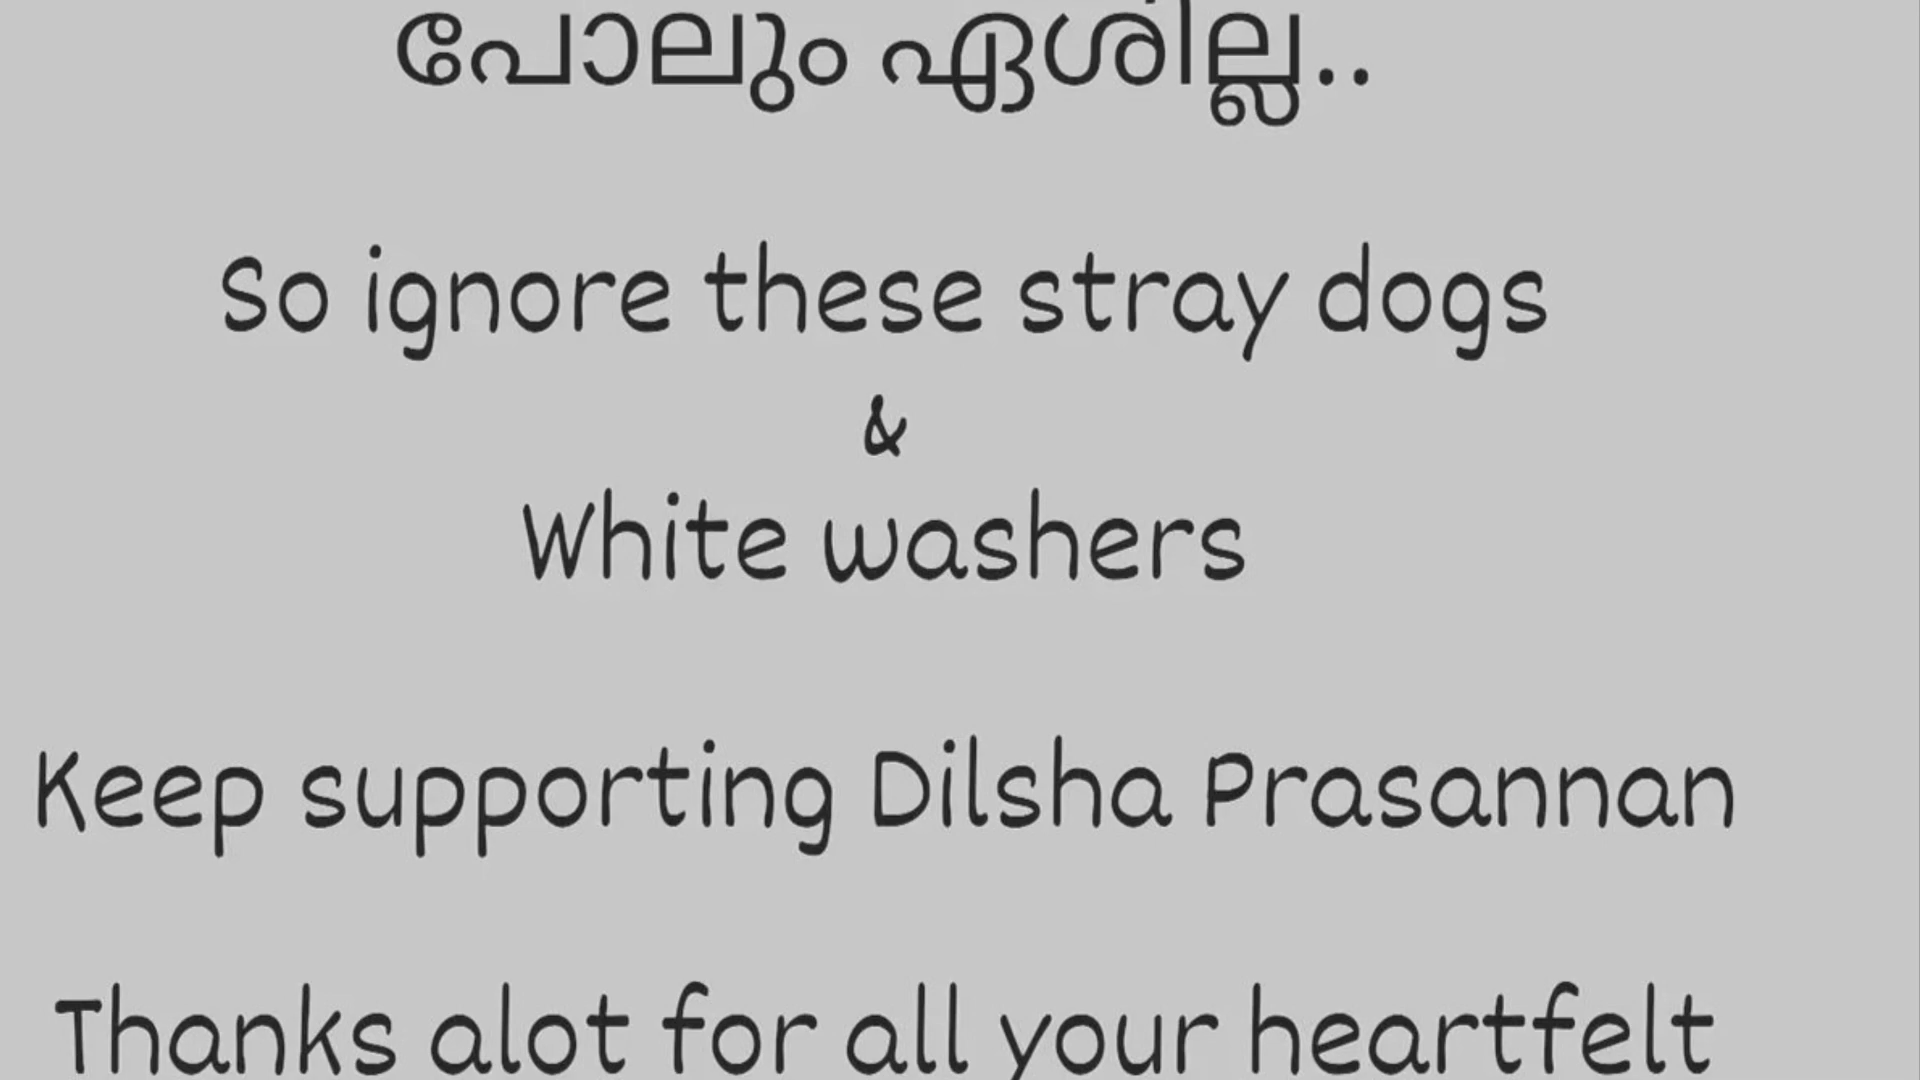 പോലും ഏശില്ല..
So ignore these stray dogs
&
White washers
Keep supporting Dilsha Prasannan
Thanks alot for all your heartfelt